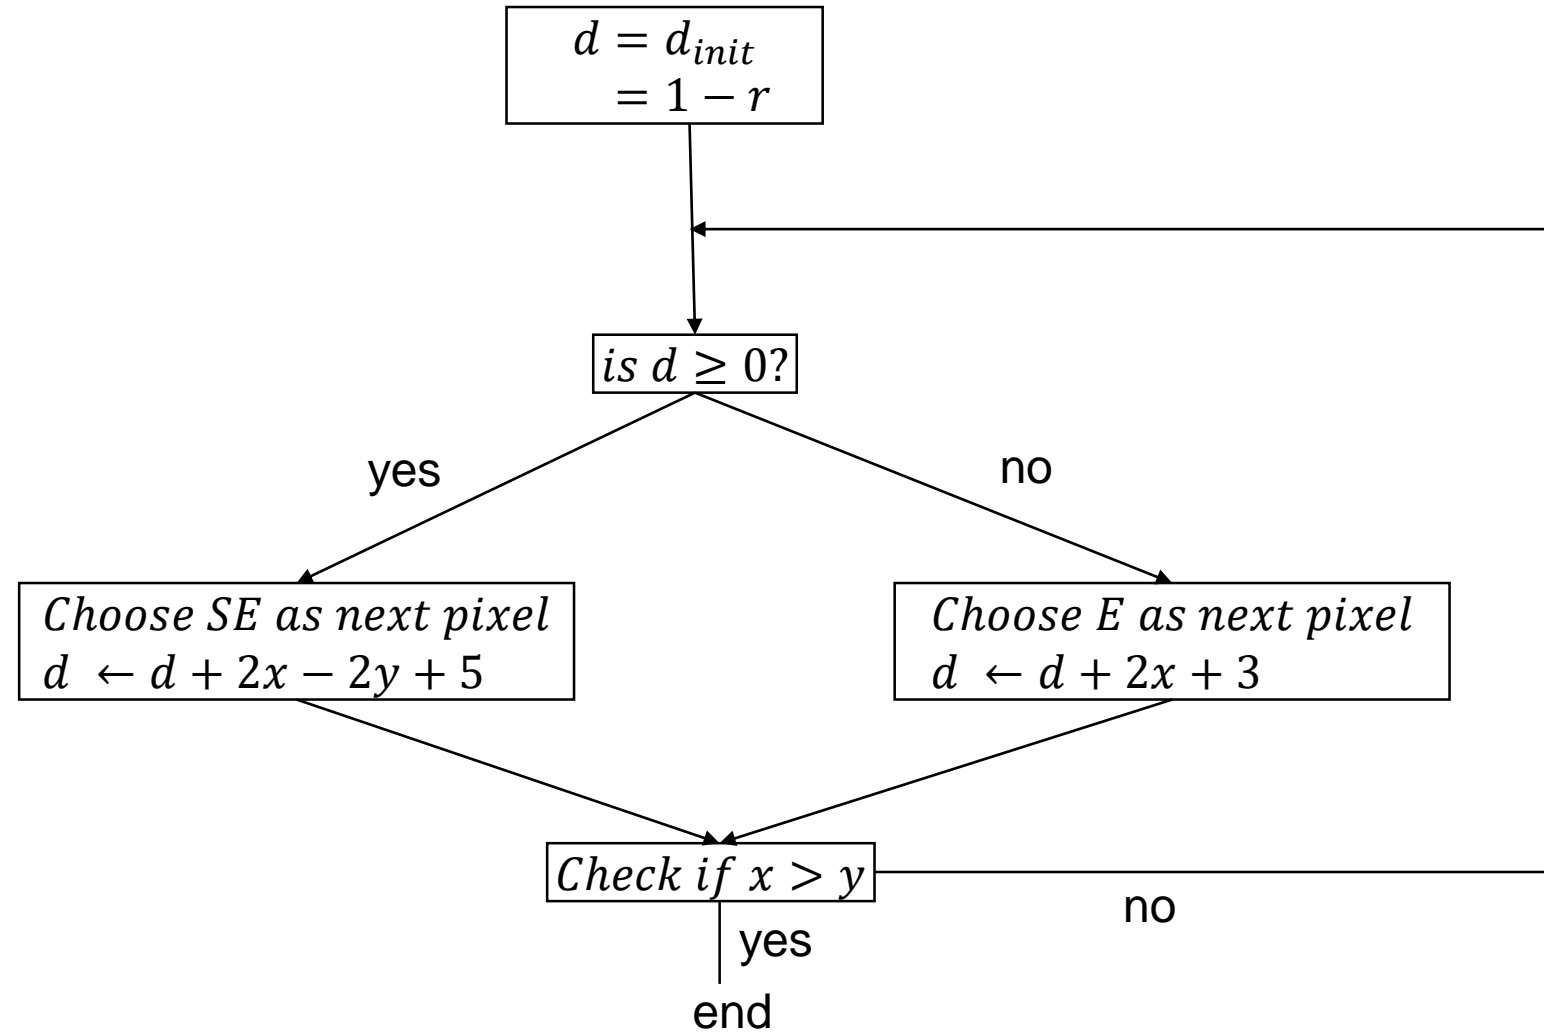 d = d_init
= 1 − r
is d ≥ 0?
yes
no
Choose SE as next pixel
d ← d + 2x − 2y + 5
Choose E as next pixel
d ← d + 2x + 3
Check if x > y
no
yes
end